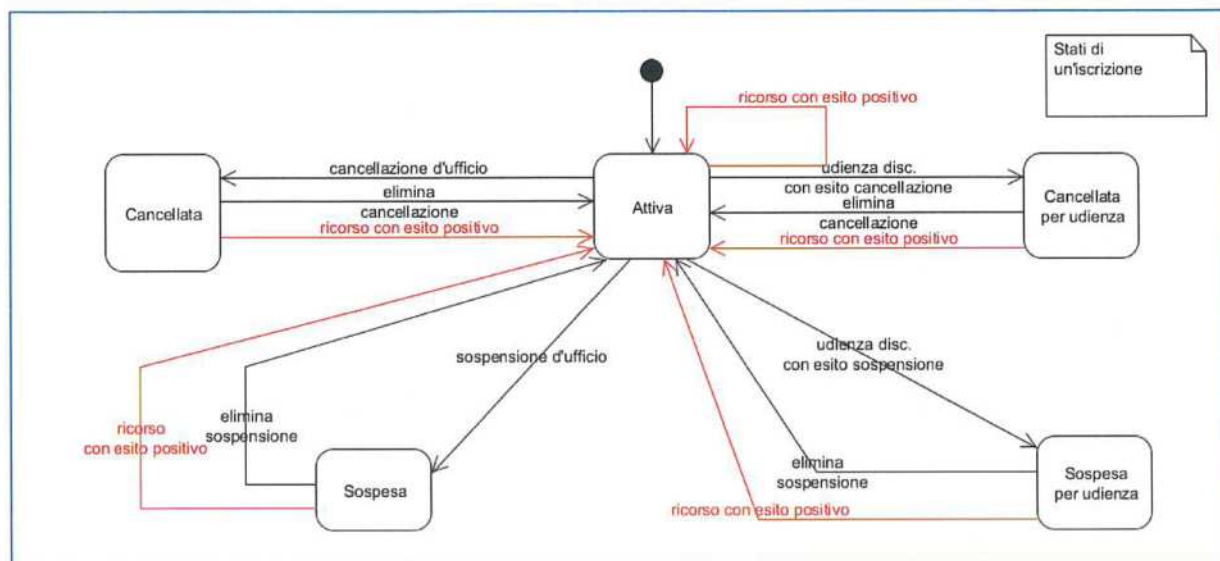 Stati di
un'iscrizione
ricorso con esito positivo
cancellazione d'ufficio
elimina
cancellazione
ricorso con esito positivo
Cancellata
Attiva
udienza disc.
con esito cancellazione
elimina
cancellazione
ricorso con esito positivo
Cancellata
per udienza
sospensione d'ufficio
udienza disc.
con esito sospensione
ricorso
con esito positivo
elimina
sospensione
Sospesa
elimina
sospensione
ricorso con esito positivo
Sospesa
per udienza